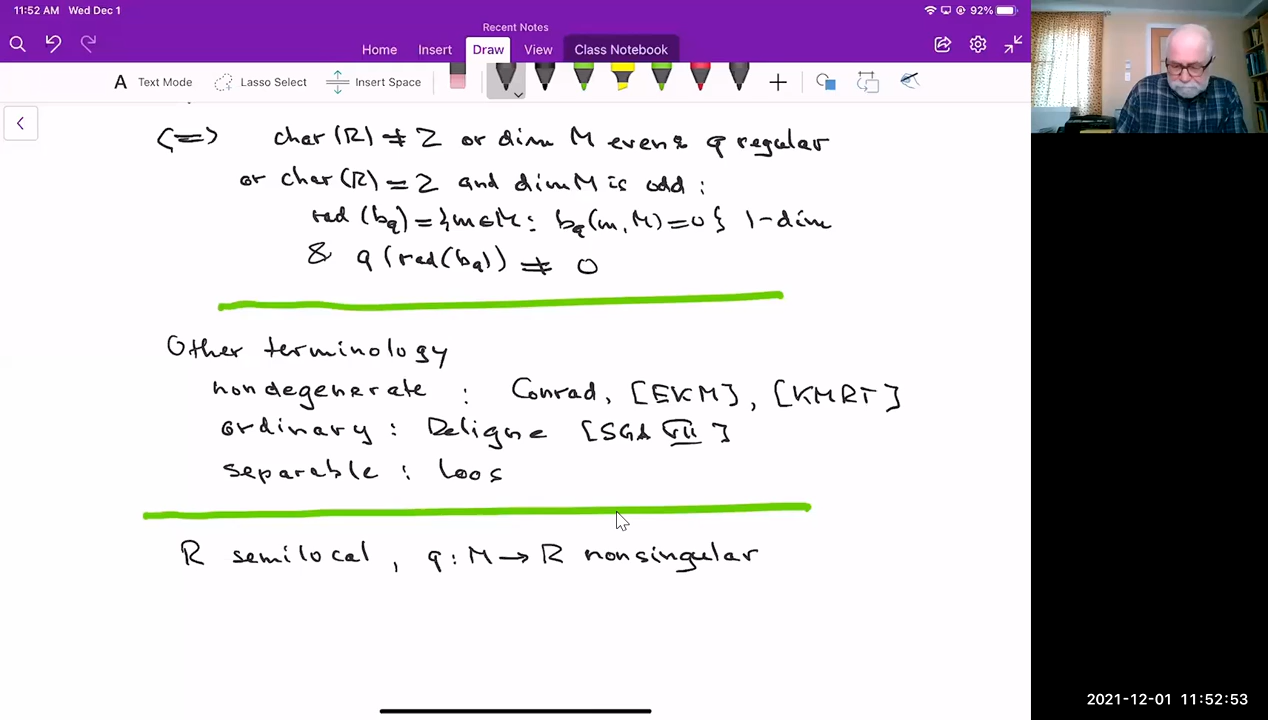 11:52 AM Wed Dec 1
92%
Recent Notes
Home Insert Draw View Class Notebook
Text Mode Lasso Select Insert Space
(⇔) char(R) ≠ 2 or dim M even & q regular
or char(R) = 2 and dim M is odd :
rad(b_q) = {m∈M : b_q(m, M) = 0} 1-dim
& q(rad(b_q)) ≠ 0
Other terminology
nondegenerate : Conrad, [EKM], [KMRT]
ordinary : Deligne [SGA VII]
separable : Loos
R semilocal, q : M → R nonsingular
2021-12-01 11:52:53